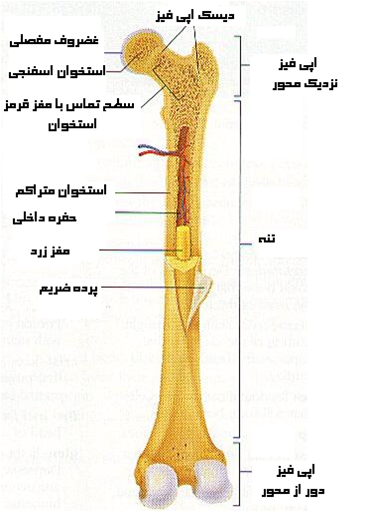 دیسک اپی فیز
غضروف مفصلی
استخوان اسفنجی
سطح تماس با مغز قرمز
استخوان
استخوان متراکم
حفره داخلی
مغز زرد
پرده ضریم
اپی فیز
نزدیک محور
تنه
اپی فیز
دور از محور